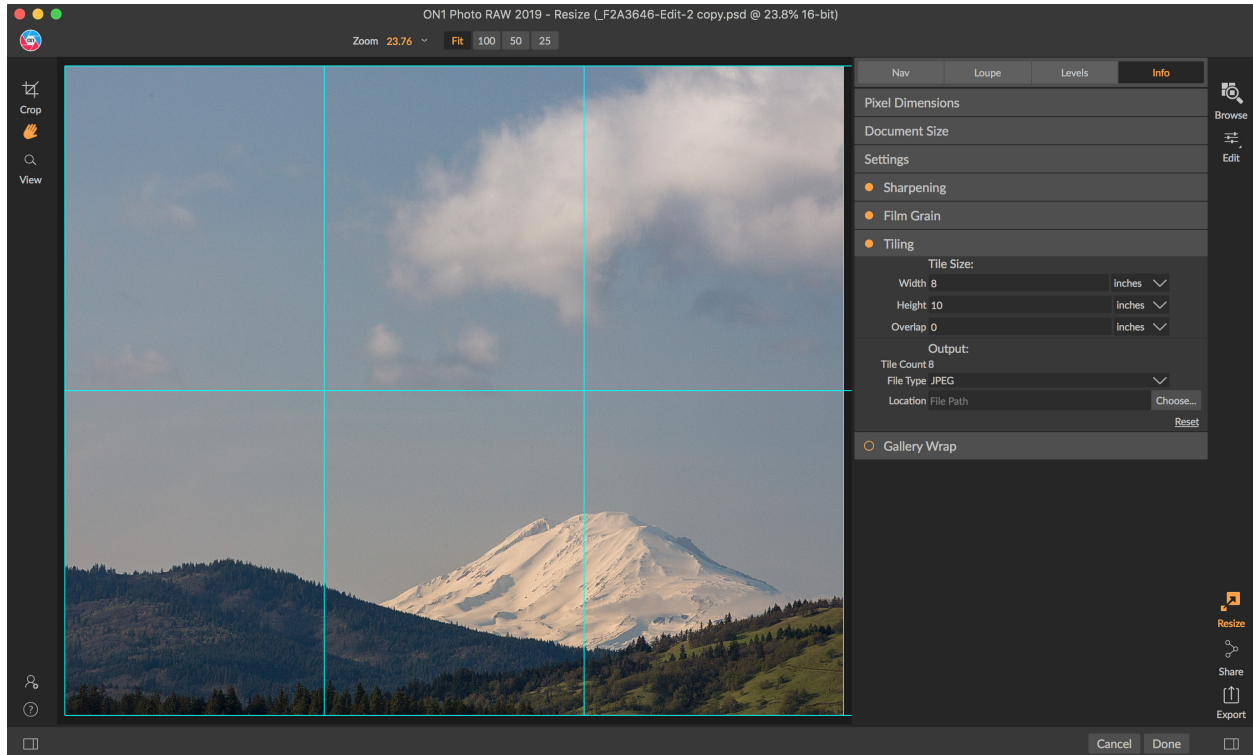 ON1 Photo RAW 2019 - Resize (_F2A3646-Edit-2 copy.psd @ 23.8% 16-bit)
Zoom 23.76 Fit 100 50 25
Crop
View
Nav Loupe Levels Info
Pixel Dimensions
Document Size
Settings
Sharpening
Film Grain
Tiling
Tile Size:
Width 8 inches
Height 10 inches
Overlap 0 inches
Output:
Tile Count 8
File Type JPEG
Location File Path Choose...
Reset
Gallery Wrap
Browse
Edit
Resize
Share
Export
?
Cancel Done